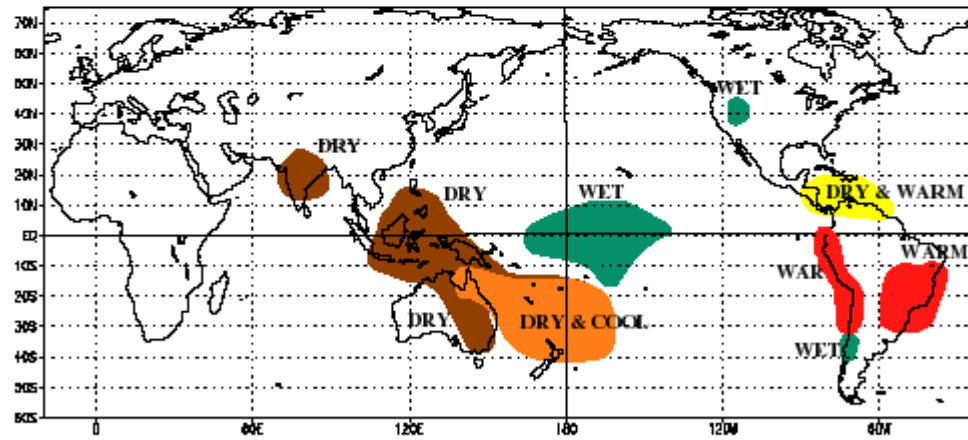 70N
60N
50N
40N
30N
20N
10N
EQ
10S
20S
30S
40S
50S
60S
0
60E
120E
180
120W
60W
WET
DRY
DRY
WET
DRY & WARM
WARM
WAR
DRY
DRY & COOL
WET